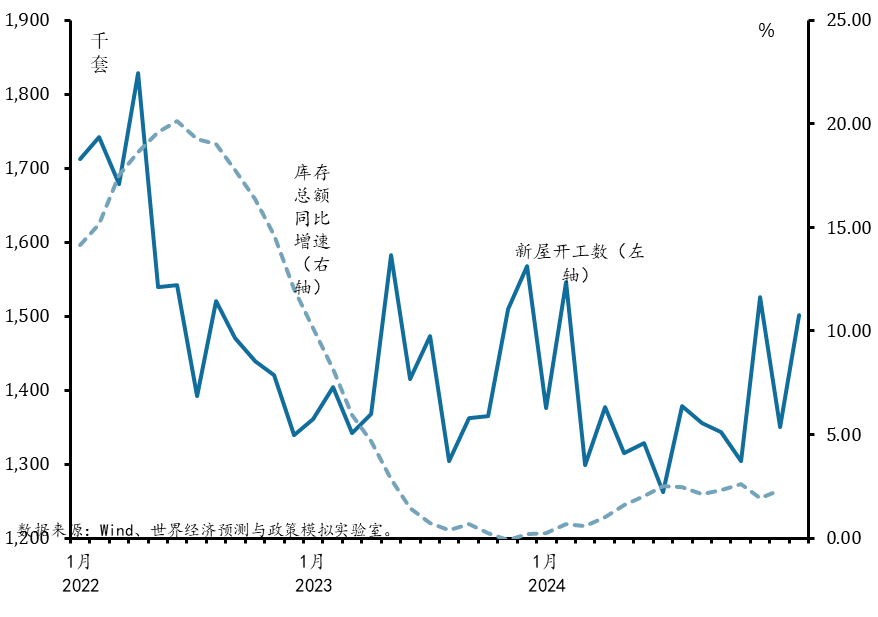 1,900
1,800
1,700
1,600
1,500
1,400
1,300
1,200
千
套
库存
总额
同比
增速
（右
轴）
新屋开工数（左
轴）
%
25.00
20.00
15.00
10.00
5.00
0.00
数据来源：Wind、世界经济预测与政策模拟实验室。
1月
2022
1月
2023
1月
2024